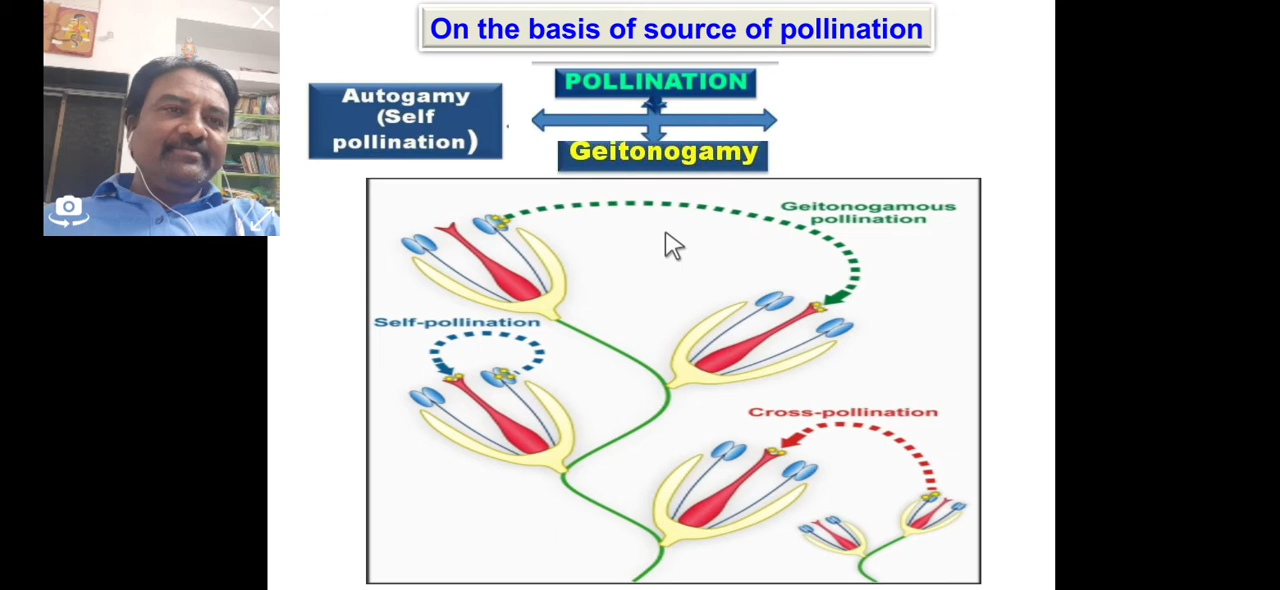 On the basis of source of pollination
POLLINATION
Autogamy
(Self
pollination)
Geitonogamy
Geitonogamous
pollination
Self-pollination
Cross-pollination